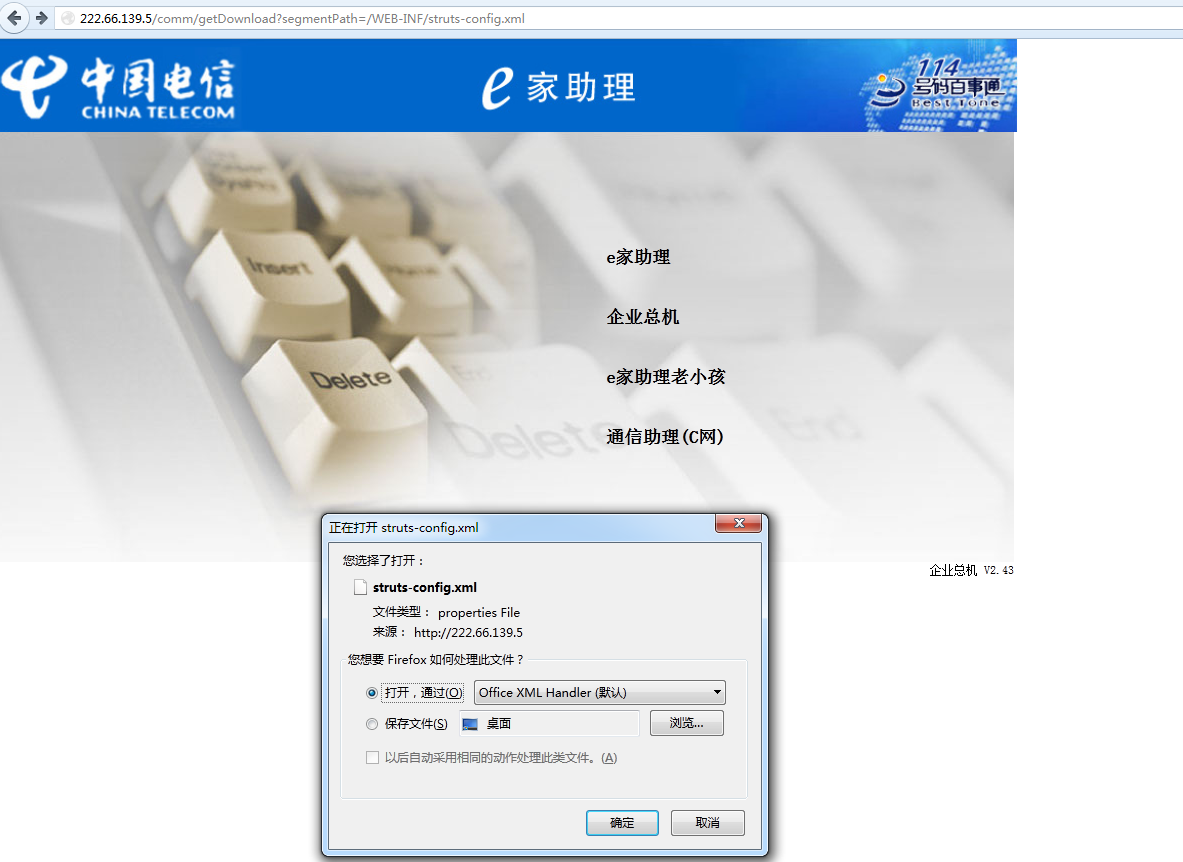 222.66.139.5/comm/getDownload?segmentPath=/WEB-INF/struts-config.xml
中国电信
CHINA TELECOM
e 家助理
114
号码百事通
Best Tone
Insert
Delete
Delete
End
e家助理
企业总机
e家助理老小孩
通信助理(C网)
企业总机 V2.43
正在打开 struts-config.xml
您选择了打开：
struts-config.xml
文件类型： properties File
来源： http://222.66.139.5
您想要 Firefox 如何处理此文件？
打开，通过(O) Office XML Handler (默认)
保存文件(S) 桌面 浏览...
以后自动采用相同的动作处理此类文件。(A)
确定 取消